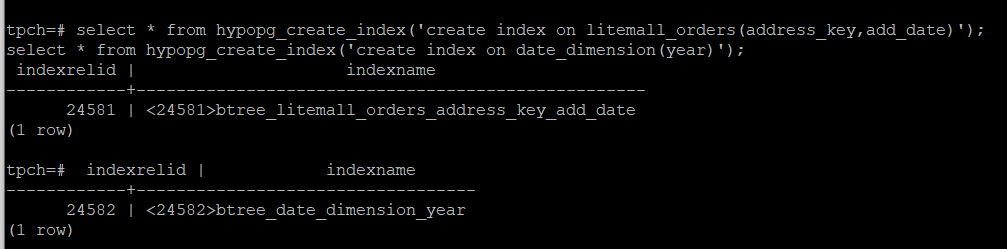 tpch=# select * from hypopg_create_index('create index on litemall_orders(address_key,add_date)');
select * from hypopg_create_index('create index on date_dimension(year)');
 indexrelid |                     indexname
------------+---------------------------------------------------
      24581 | <24581>btree_litemall_orders_address_key_add_date
(1 row)

tpch=#  indexrelid |            indexname
------------+----------------------------------
      24582 | <24582>btree_date_dimension_year
(1 row)